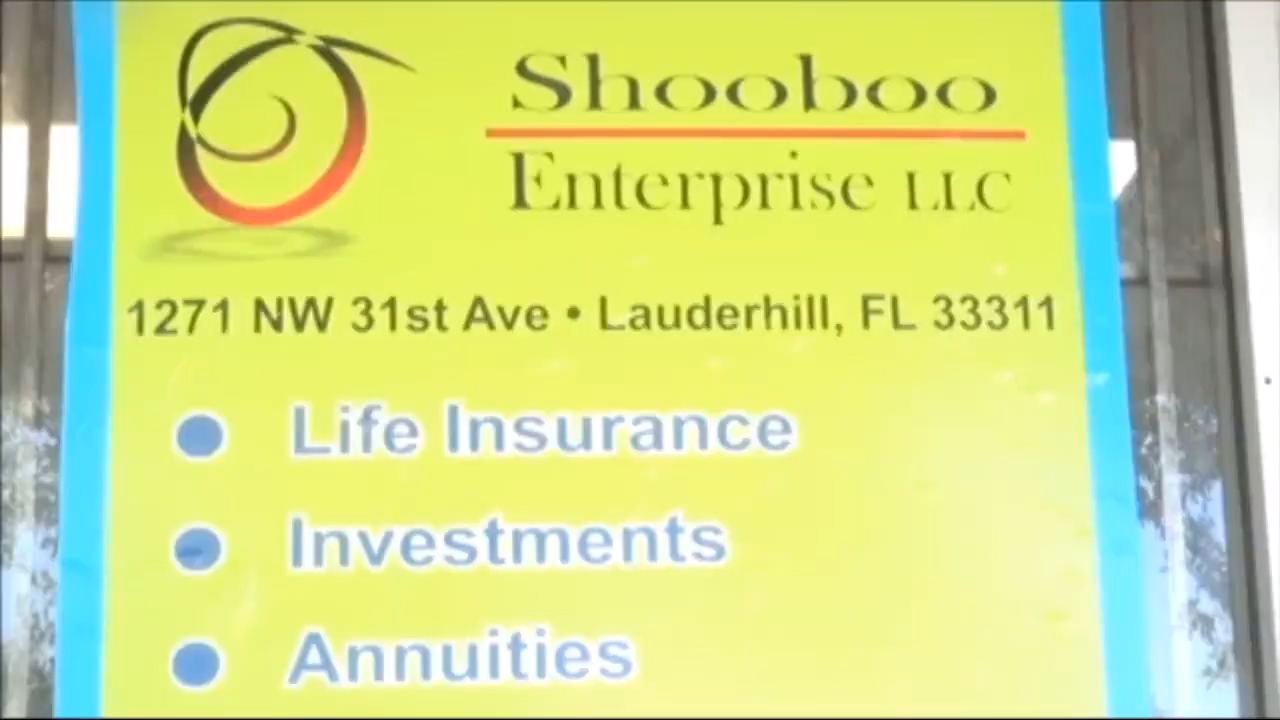 Shooboo
Enterprise LLC
1271 NW 31st Ave • Lauderhill, FL 33311
• Life Insurance
• Investments
• Annuities